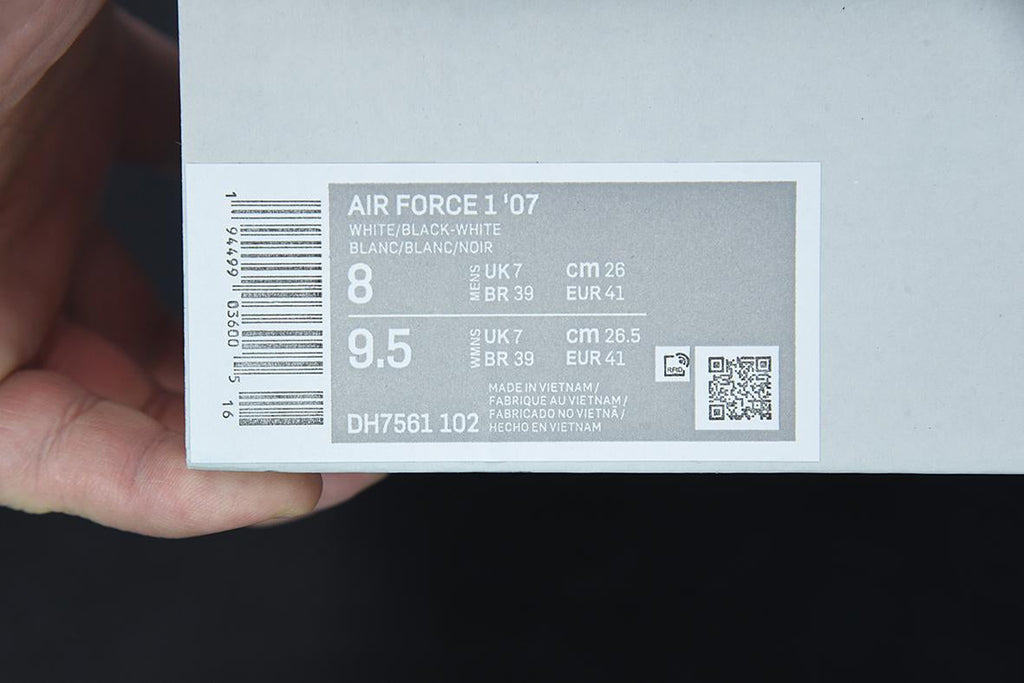 AIR FORCE 1 '07
WHITE/BLACK-WHITE
BLANC/BLANC/NOIR
8 MENS UK 7 cm 26
BR 39 EUR 41
9.5 WMNS UK 7 cm 26.5
BR 39 EUR 41
RFID
MADE IN VIETNAM /
FABRIQUE AU VIETNAM /
FABRICADO NO VIETNÃ /
HECHO EN VIETNAM
DH7561 102
1 94499 03600 5 16